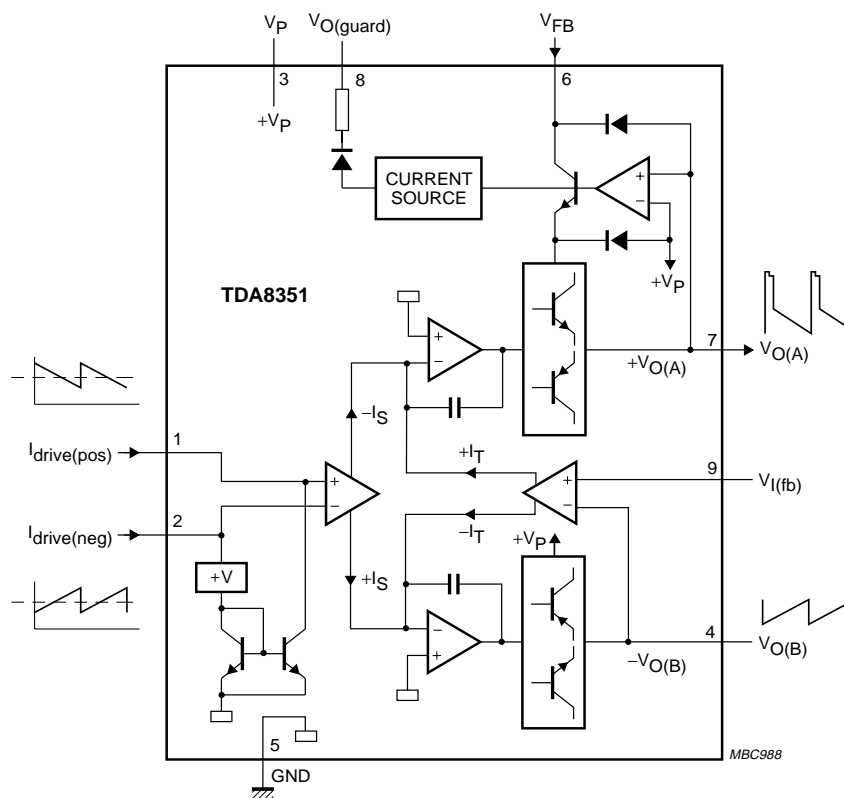 VP
VO(guard)
VFB
3
8
6
+VP
CURRENT
SOURCE
+
−
+VP
TDA8351
+
−
7
+VO(A)
VO(A)
−IS
Idrive(pos)
1
+IT
9
VI(fb)
+
−
+
−
Idrive(neg)
2
−IT
+VP
+V
+IS
−
+
4
−VO(B)
VO(B)
5
GND
MBC988